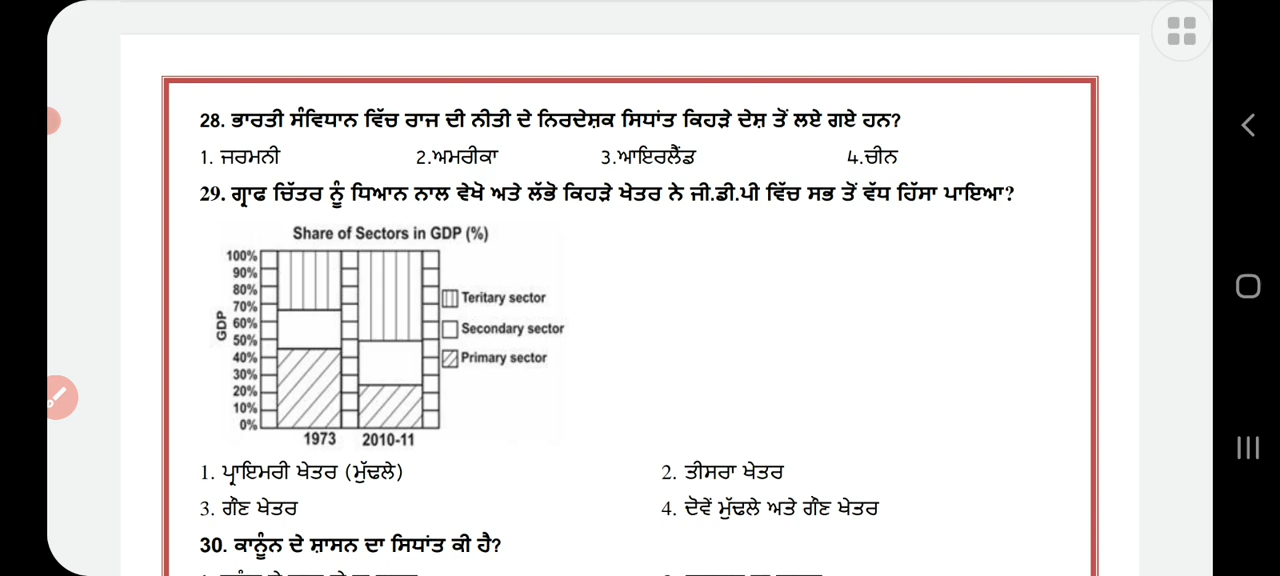 28. ਭਾਰਤੀ ਸੰਵਿਧਾਨ ਵਿੱਚ ਰਾਜ ਦੀ ਨੀਤੀ ਦੇ ਨਿਰਦੇਸ਼ਕ ਸਿਧਾਂਤ ਕਿਹੜੇ ਦੇਸ਼ ਤੋਂ ਲਏ ਗਏ ਹਨ?
1. ਜਰਮਨੀ 2.ਅਮਰੀਕਾ 3.ਆਇਰਲੈਂਡ 4.ਚੀਨ
29. ਗ੍ਰਾਫ ਚਿੱਤਰ ਨੂੰ ਧਿਆਨ ਨਾਲ ਵੇਖੋ ਅਤੇ ਲੱਭੋ ਕਿਹੜੇ ਖੇਤਰ ਨੇ ਜੀ.ਡੀ.ਪੀ ਵਿੱਚ ਸਭ ਤੋਂ ਵੱਧ ਹਿੱਸਾ ਪਾਇਆ?
Share of Sectors in GDP (%)
100%
90%
80%
70%
60%
50%
40%
30%
20%
10%
0%
GDP
Teritary sector
Secondary sector
Primary sector
1973 2010-11
1. ਪ੍ਰਾਇਮਰੀ ਖੇਤਰ (ਮੁੱਢਲੇ) 2. ਤੀਸਰਾ ਖੇਤਰ
3. ਗੌਣ ਖੇਤਰ 4. ਦੋਵੇਂ ਮੁੱਢਲੇ ਅਤੇ ਗੌਣ ਖੇਤਰ
30. ਕਾਨੂੰਨ ਦੇ ਸ਼ਾਸਨ ਦਾ ਸਿਧਾਂਤ ਕੀ ਹੈ?